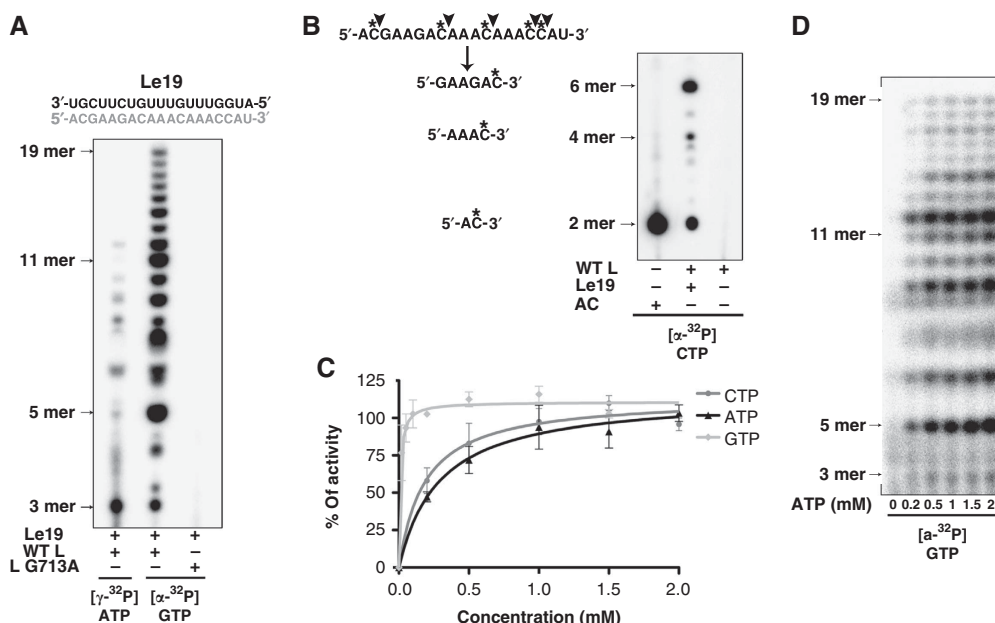 A
Le19
3′-UGCUUCUGUUUGUUUGGUA-5′
5′-ACGAAGACAAACAAACCAU-3′
19 mer
11 mer
5 mer
3 mer
Le19 + + +
WT L + + –
L G713A – – +
[γ-³²P] ATP
[α-³²P] GTP
B
* * * **
5′-ACGAAGACAAACAAACCAU-3′
*
5′-GAAGAC-3′
*
5′-AAAC-3′
*
5′-AC-3′
6 mer
4 mer
2 mer
WT L – + +
Le19 – + –
AC + – –
[α-³²P]
CTP
C
% Of activity
125
100
75
50
25
0
0.0 0.5 1.0 1.5 2.0
Concentration (mM)
CTP
ATP
GTP
D
19 mer
11 mer
5 mer
3 mer
ATP (mM) 0 0.2 0.5 1 1.5 2
[a-³²P]
GTP